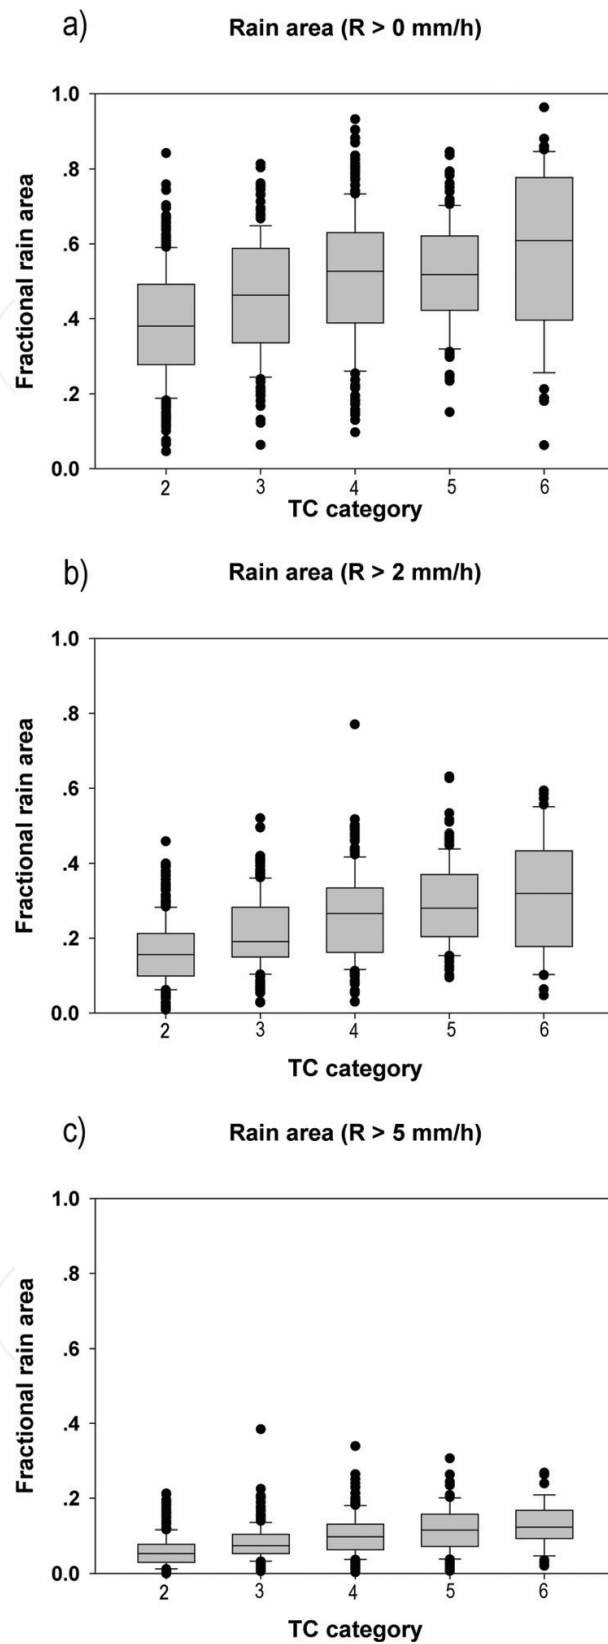 a)
Rain area (R > 0 mm/h)
1.0
.8
.6
.4
.2
0.0
Fractional rain area
2 3 4 5 6
TC category
b)
Rain area (R > 2 mm/h)
1.0
.8
.6
.4
.2
0.0
Fractional rain area
2 3 4 5 6
TC category
c)
Rain area (R > 5 mm/h)
1.0
.8
.6
.4
.2
0.0
Fractional rain area
2 3 4 5 6
TC category